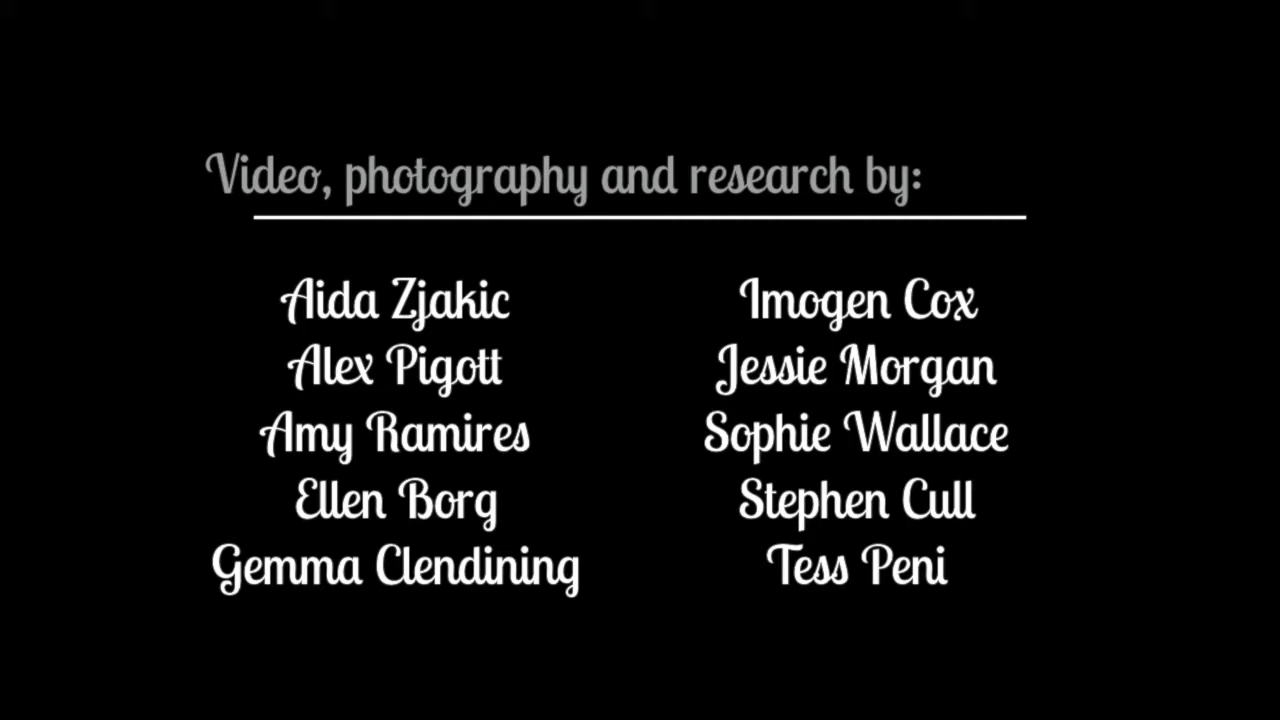 Video, photography and research by:
Aida Zjakic
Alex Pigott
Amy Ramires
Ellen Borg
Gemma Clendining
Imogen Cox
Jessie Morgan
Sophie Wallace
Stephen Cull
Tess Peni